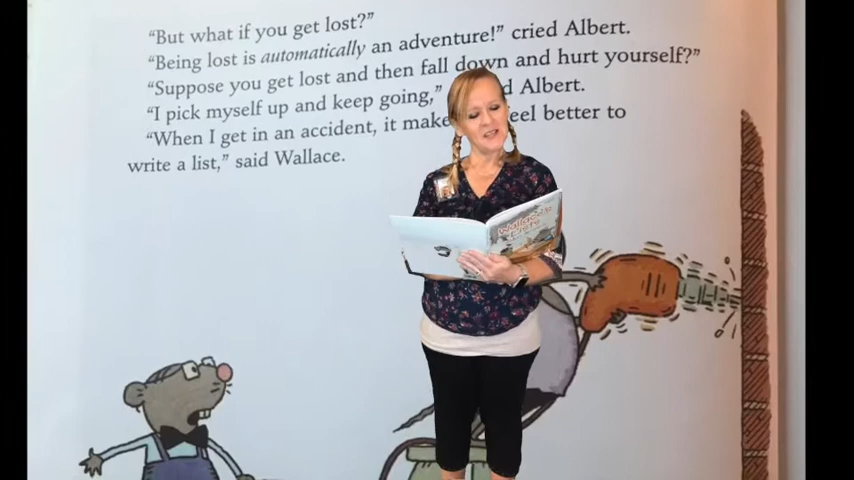 “But what if you get lost?”
“Being lost is automatically an adventure!” cried Albert.
“Suppose you get lost and then fall down and hurt yourself?”
“I pick myself up and keep going,” d Albert.
“When I get in an accident, it make eel better to
write a list,” said Wallace.